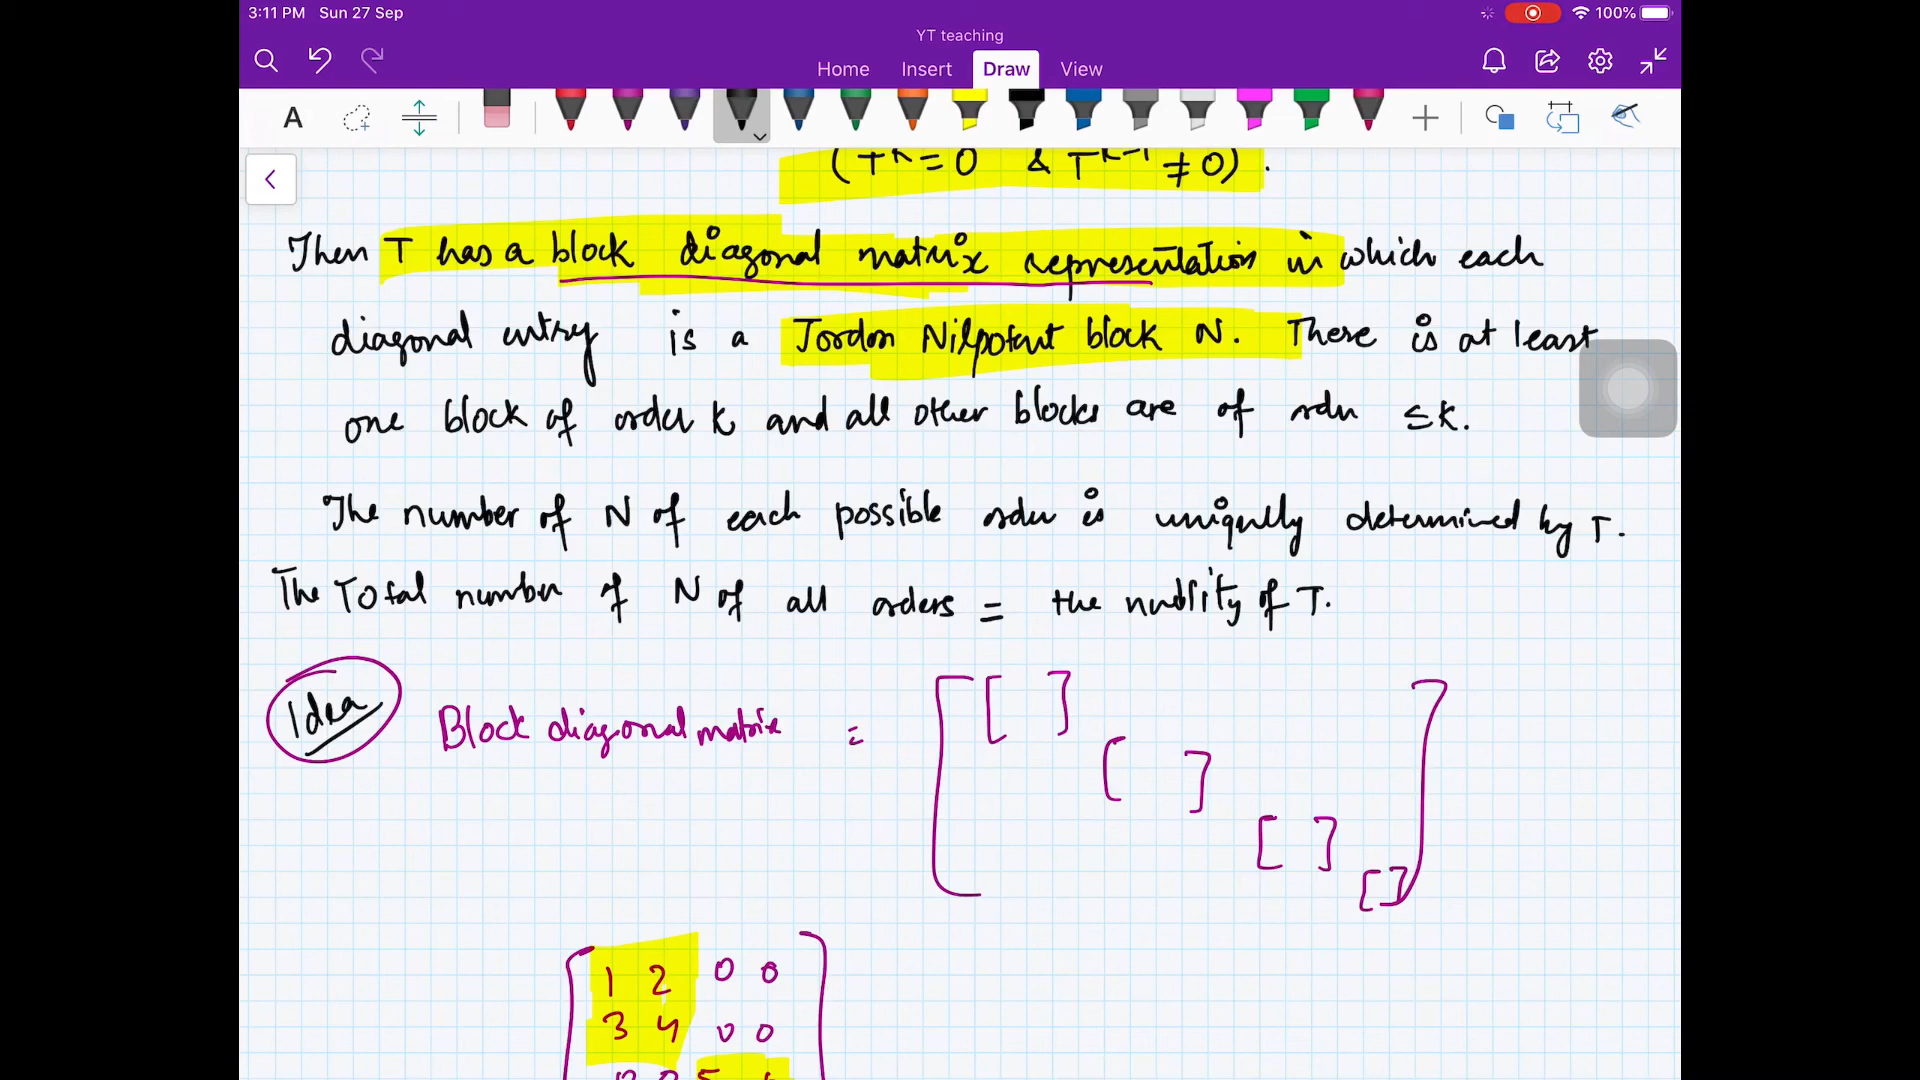 3:11 PM Sun 27 Sep
100%
YT teaching
Home Insert Draw View
A
(T^k = 0 & T^k-1 ≠ 0).
Then T has a block diagonal matrix representation in which each
diagonal entry is a Jordon Nilpotent block N. There is at least
one block of order k and all other blocks are of ordr ≤ k.
The number of N of each possible order is uniquely determined by T.
The Total number of N of all orders = the nullity of T.
Idea
Block diagonal matrix = [ [ ] [ ] [ ] [ ] ]
1 2 0 0
3 4 0 0